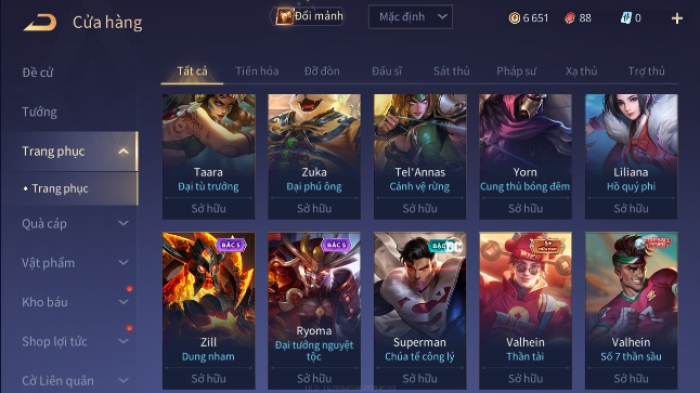 Cửa hàng
Đổi mảnh
Mặc định
6 651
88
0
Đề cử
Tướng
Trang phục
Trang phục
Quà cáp
Vật phẩm
Kho báu
Shop lợi tức
Cờ Liên quân
Tất cả
Tiến hóa
Đỡ đòn
Đấu sĩ
Sát thủ
Pháp sư
Xạ thủ
Trợ thủ
Taara
Đại tù trưởng
Sở hữu
Zuka
Đại phú ông
Sở hữu
Tel'Annas
Cảnh vệ rừng
Sở hữu
Yorn
Cung thủ bóng đêm
Sở hữu
Liliana
Hồ quý phi
Sở hữu
BẬC 5
Zill
Dung nham
Sở hữu
BẬC 5
Ryoma
Đại tướng nguyệt
tộc
Sở hữu
DC
Superman
Chúa tể công lý
Sở hữu
Valhein
Thần tài
Sở hữu
Valhein
Số 7 thần sầu
Sở hữu